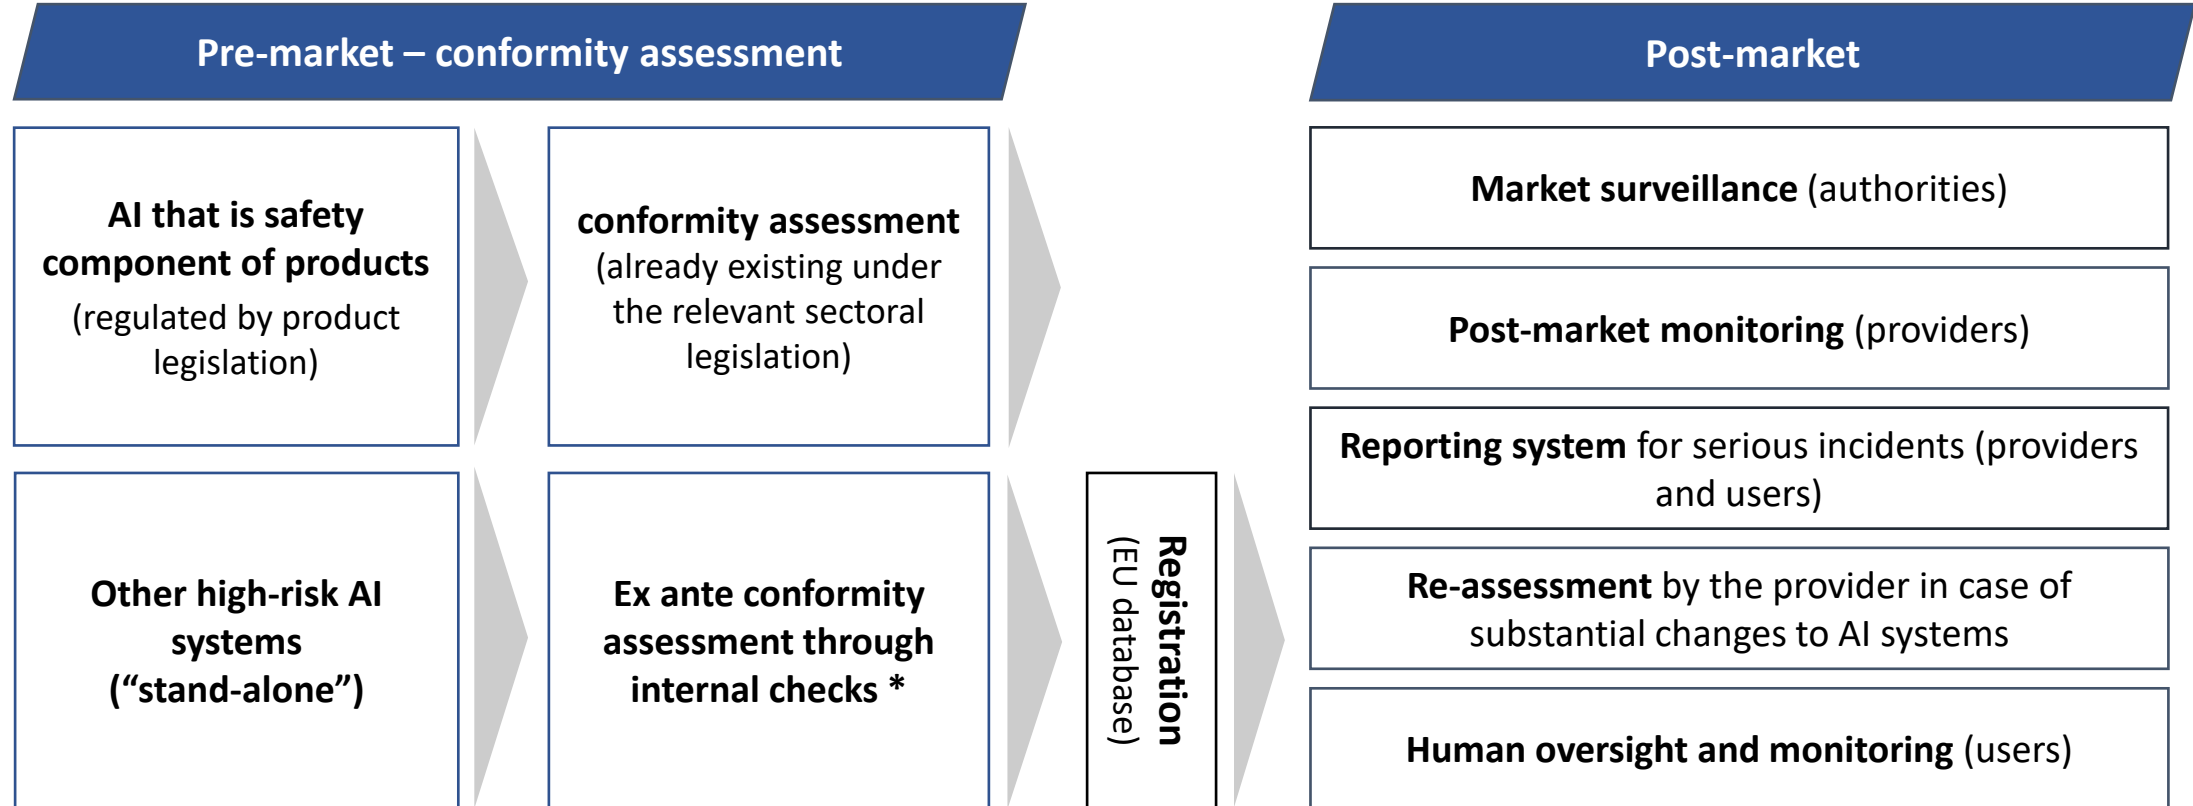 Pre-market – conformity assessment
Post-market
AI that is safety
component of products
(regulated by product
legislation)
conformity assessment
(already existing under
the relevant sectoral
legislation)
Other high-risk AI
systems
(“stand-alone”)
Ex ante conformity
assessment through
internal checks *
Registration
(EU database)
Market surveillance (authorities)
Post-market monitoring (providers)
Reporting system for serious incidents (providers
and users)
Re-assessment by the provider in case of
substantial changes to AI systems
Human oversight and monitoring (users)